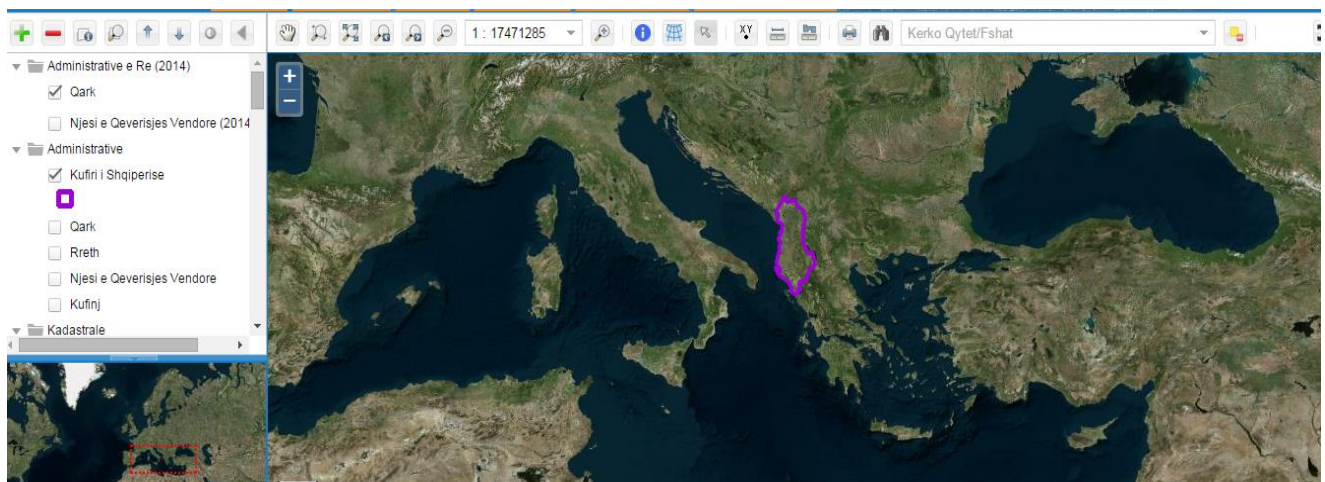 1 : 17471285
XY
Kerko Qytet/Fshat
Administrative e Re (2014)
Qark
Njesi e Qeverisjes Vendore (2014
Administrative
Kufiri i Shqiperise
Qark
Rreth
Njesi e Qeverisjes Vendore
Kufinj
Kadastrale